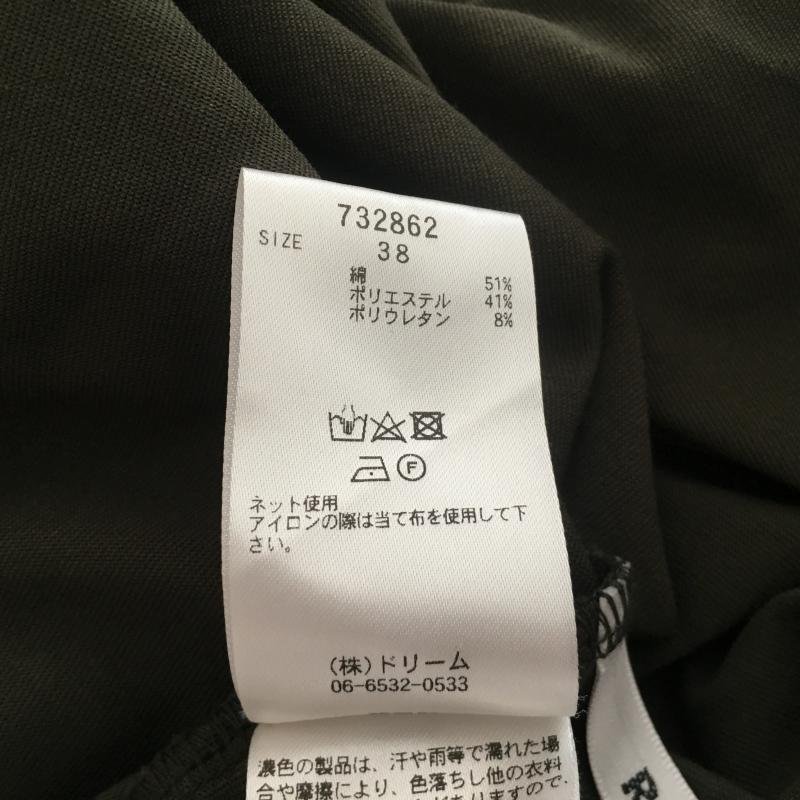 732862
SIZE 38
綿 51%
ポリエステル 41%
ポリウレタン 8%
F
ネット使用
アイロンの際は当て布を使用して下
さい。
(株)ドリーム
06-6532-0533
濃色の製品は、汗や雨等で濡れた場
合や摩擦により、色落ちし他の衣料